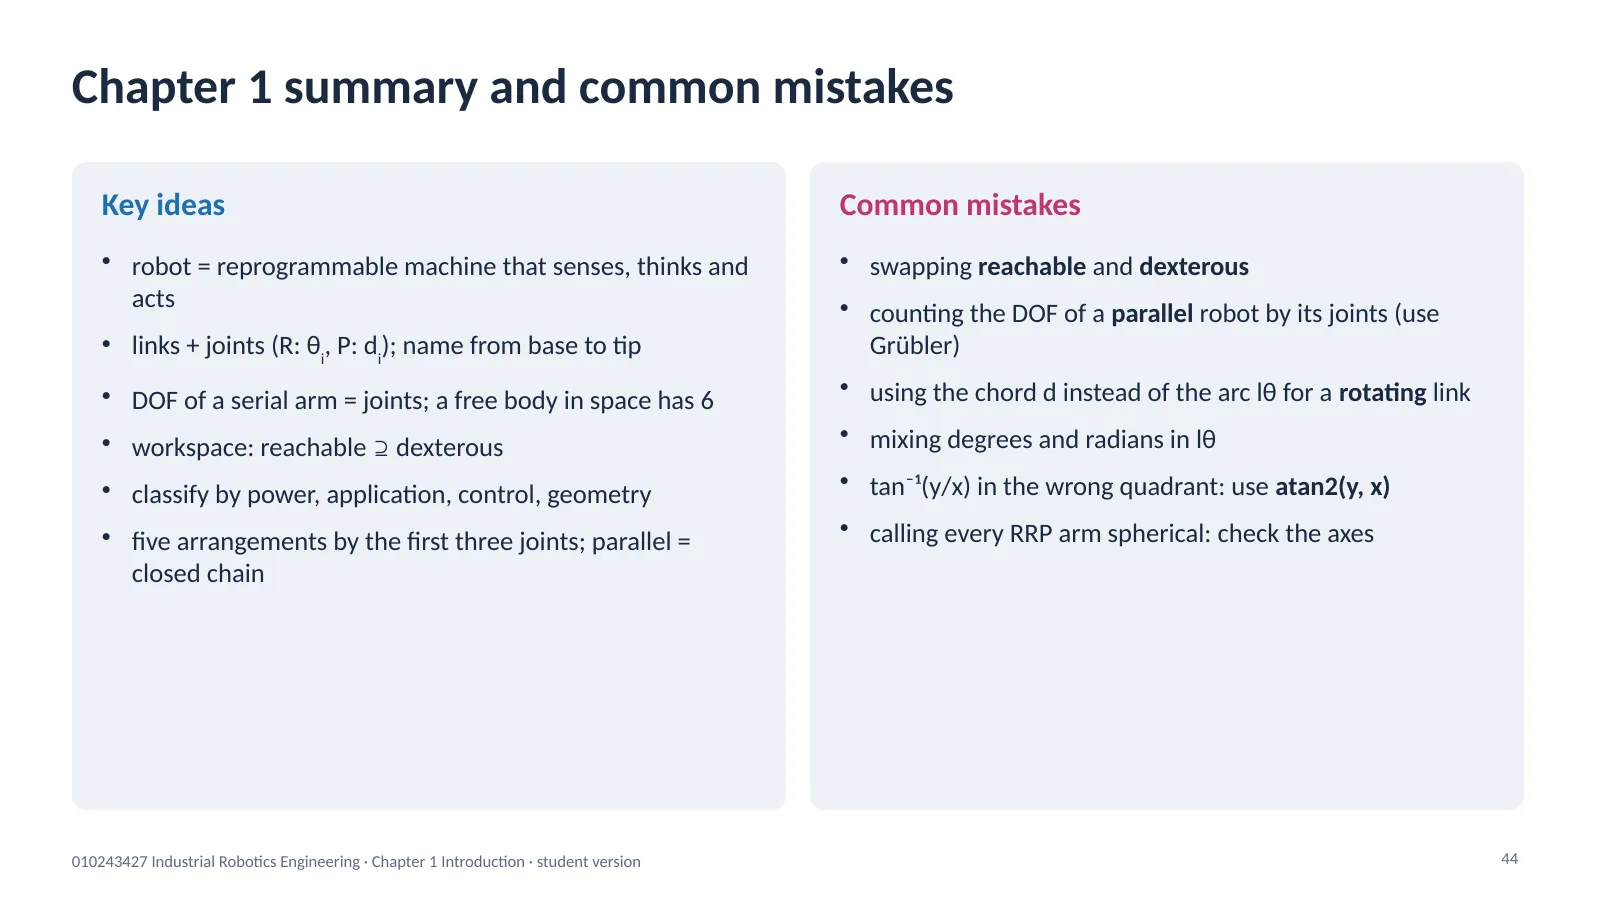 Chapter 1 summary and common mistakes
Key ideas
• robot = reprogrammable machine that senses, thinks and
acts
• links + joints (R: θᵢ, P: dᵢ); name from base to tip
• DOF of a serial arm = joints; a free body in space has 6
• workspace: reachable ⊇ dexterous
• classify by power, application, control, geometry
• five arrangements by the first three joints; parallel =
closed chain
Common mistakes
• swapping reachable and dexterous
• counting the DOF of a parallel robot by its joints (use
Grübler)
• using the chord d instead of the arc lθ for a rotating link
• mixing degrees and radians in lθ
• tan⁻¹(y/x) in the wrong quadrant: use atan2(y, x)
• calling every RRP arm spherical: check the axes
010243427 Industrial Robotics Engineering · Chapter 1 Introduction · student version
44